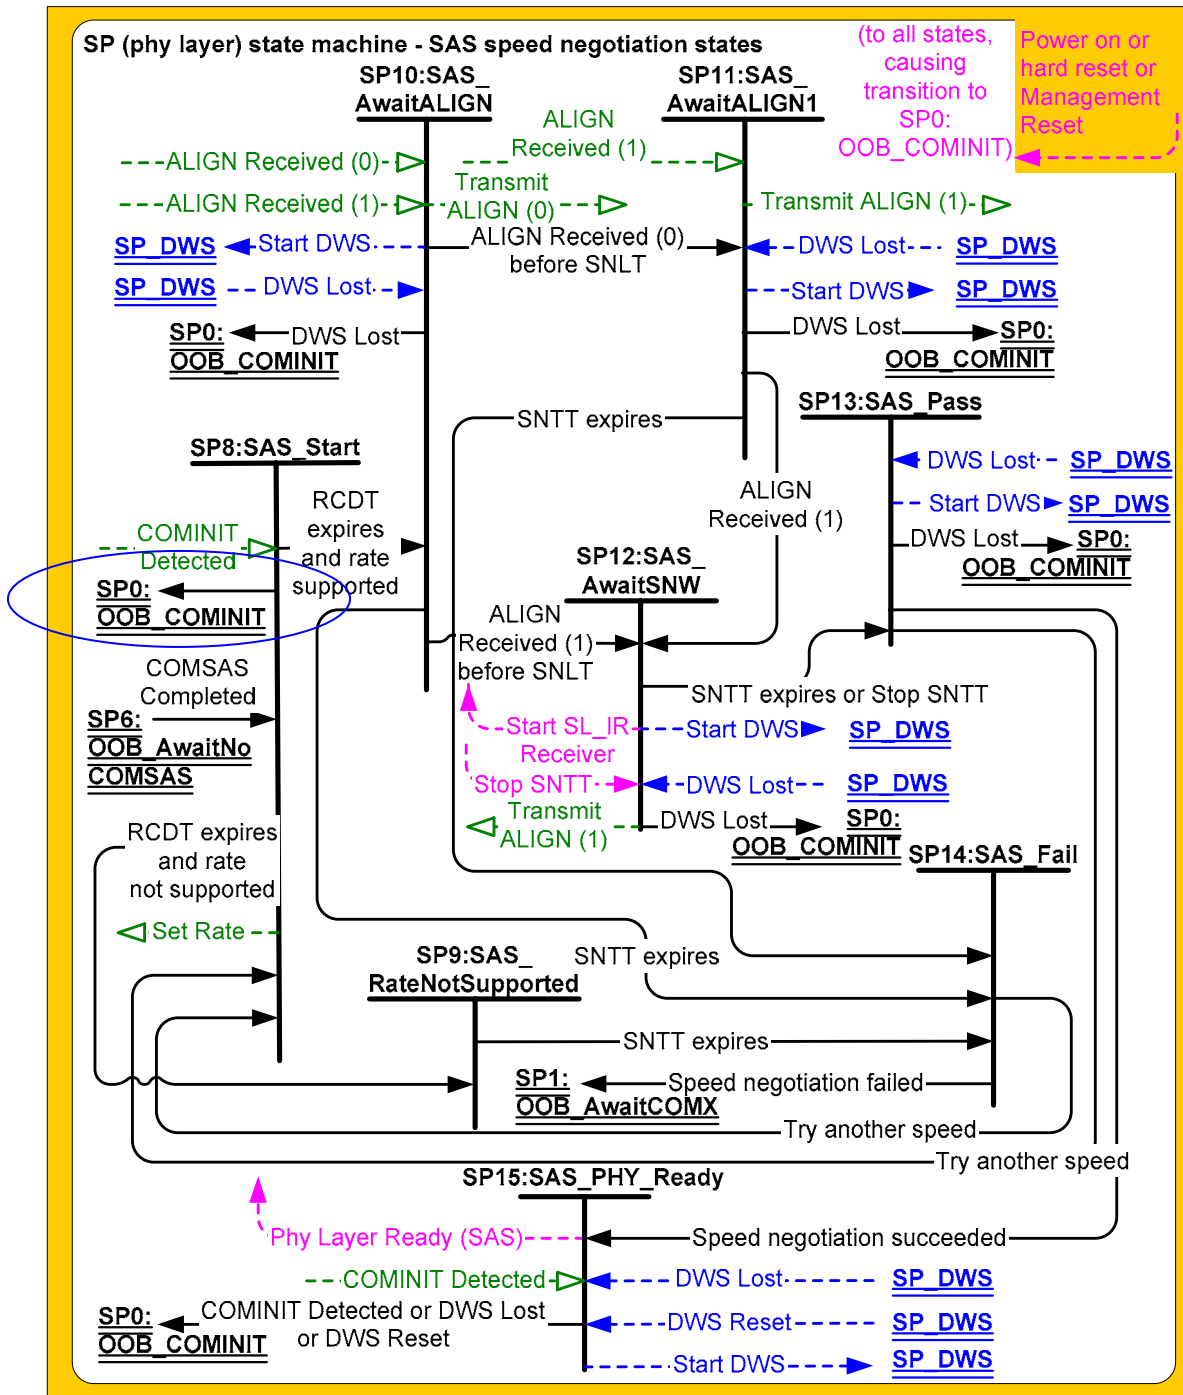 SP (phy layer) state machine - SAS speed negotiation states
(to all states,
causing
transition to
SP0:
OOB_COMINIT)
Power on or
hard reset or
Management
Reset
SP10:SAS_
AwaitALIGN
SP11:SAS_
AwaitALIGN1
ALIGN Received (0)
ALIGN
Received (1)
ALIGN Received (1)
Transmit
ALIGN (0)
Transmit ALIGN (1)
SP_DWS
Start DWS
ALIGN Received (0)
before SNLT
DWS Lost
SP_DWS
SP_DWS
DWS Lost
Start DWS
SP_DWS
SP0:
OOB_COMINIT
DWS Lost
DWS Lost
SP0:
OOB_COMINIT
SNTT expires
SP13:SAS_Pass
SP8:SAS_Start
DWS Lost
SP_DWS
RCDT
expires
and rate
supported
ALIGN
Received (1)
Start DWS
SP_DWS
COMINIT
Detected
DWS Lost
SP0:
OOB_COMINIT
SP12:SAS_
AwaitSNW
SP0:
OOB_COMINIT
ALIGN
Received (1)
before SNLT
COMSAS
Completed
SNTT expires or Stop SNTT
SP6:
OOB_AwaitNo
COMSAS
Start SL_IR
Receiver
Start DWS
SP_DWS
Stop SNTT
DWS Lost
SP_DWS
Transmit
ALIGN (1)
DWS Lost
SP0:
OOB_COMINIT
RCDT expires
and rate
not supported
SP14:SAS_Fail
Set Rate
SP9:SAS_
RateNotSupported
SNTT expires
SNTT expires
SP1:
OOB_AwaitCOMX
Speed negotiation failed
Try another speed
Try another speed
SP15:SAS_PHY_Ready
Phy Layer Ready (SAS)
Speed negotiation succeeded
COMINIT Detected
DWS Lost
SP_DWS
SP0:
OOB_COMINIT
COMINIT Detected or DWS Lost
or DWS Reset
DWS Reset
SP_DWS
Start DWS
SP_DWS